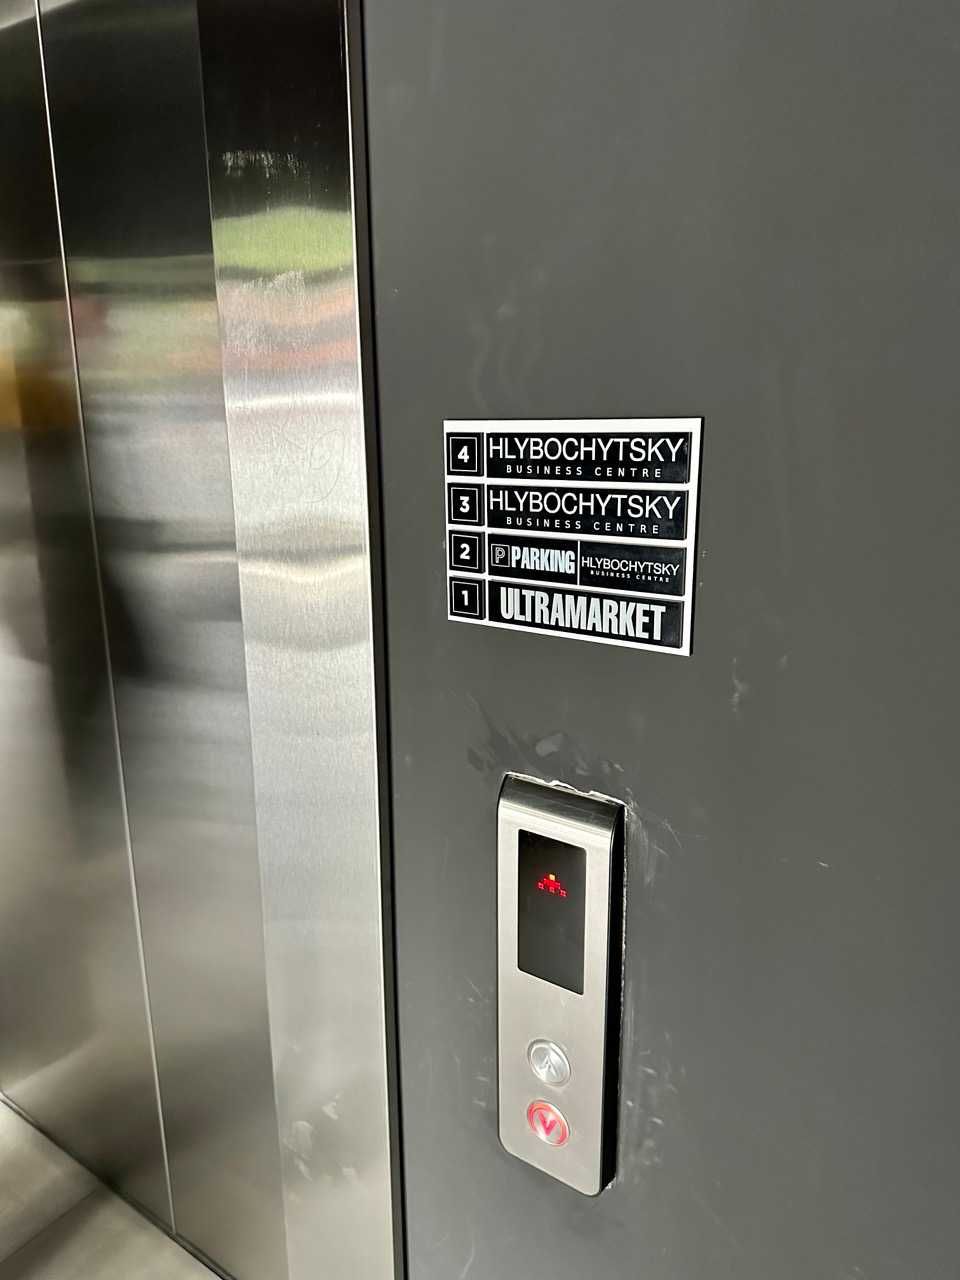 4 HLYBOCHYTSKY
BUSINESS CENTRE
3 HLYBOCHYTSKY
BUSINESS CENTRE
2 P PARKING HLYBOCHYTSKY
BUSINESS CENTRE
1 ULTRAMARKET